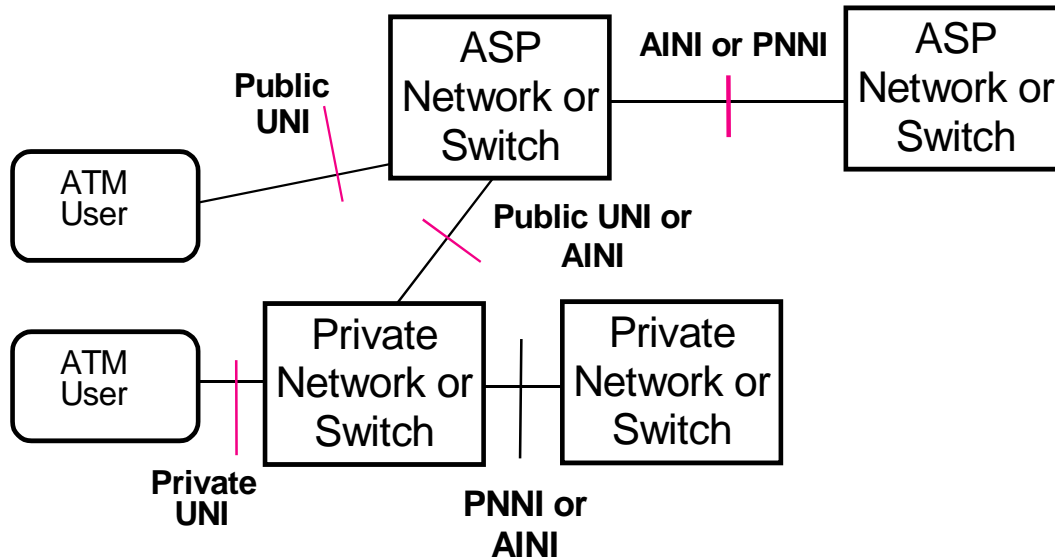 ASP
Network or
Switch
AINI or PNNI
ASP
Network or
Switch
Public
UNI
ATM
User
Public UNI or
AINI
ATM
User
Private
Network or
Switch
Private
Network or
Switch
Private
UNI
PNNI or
AINI